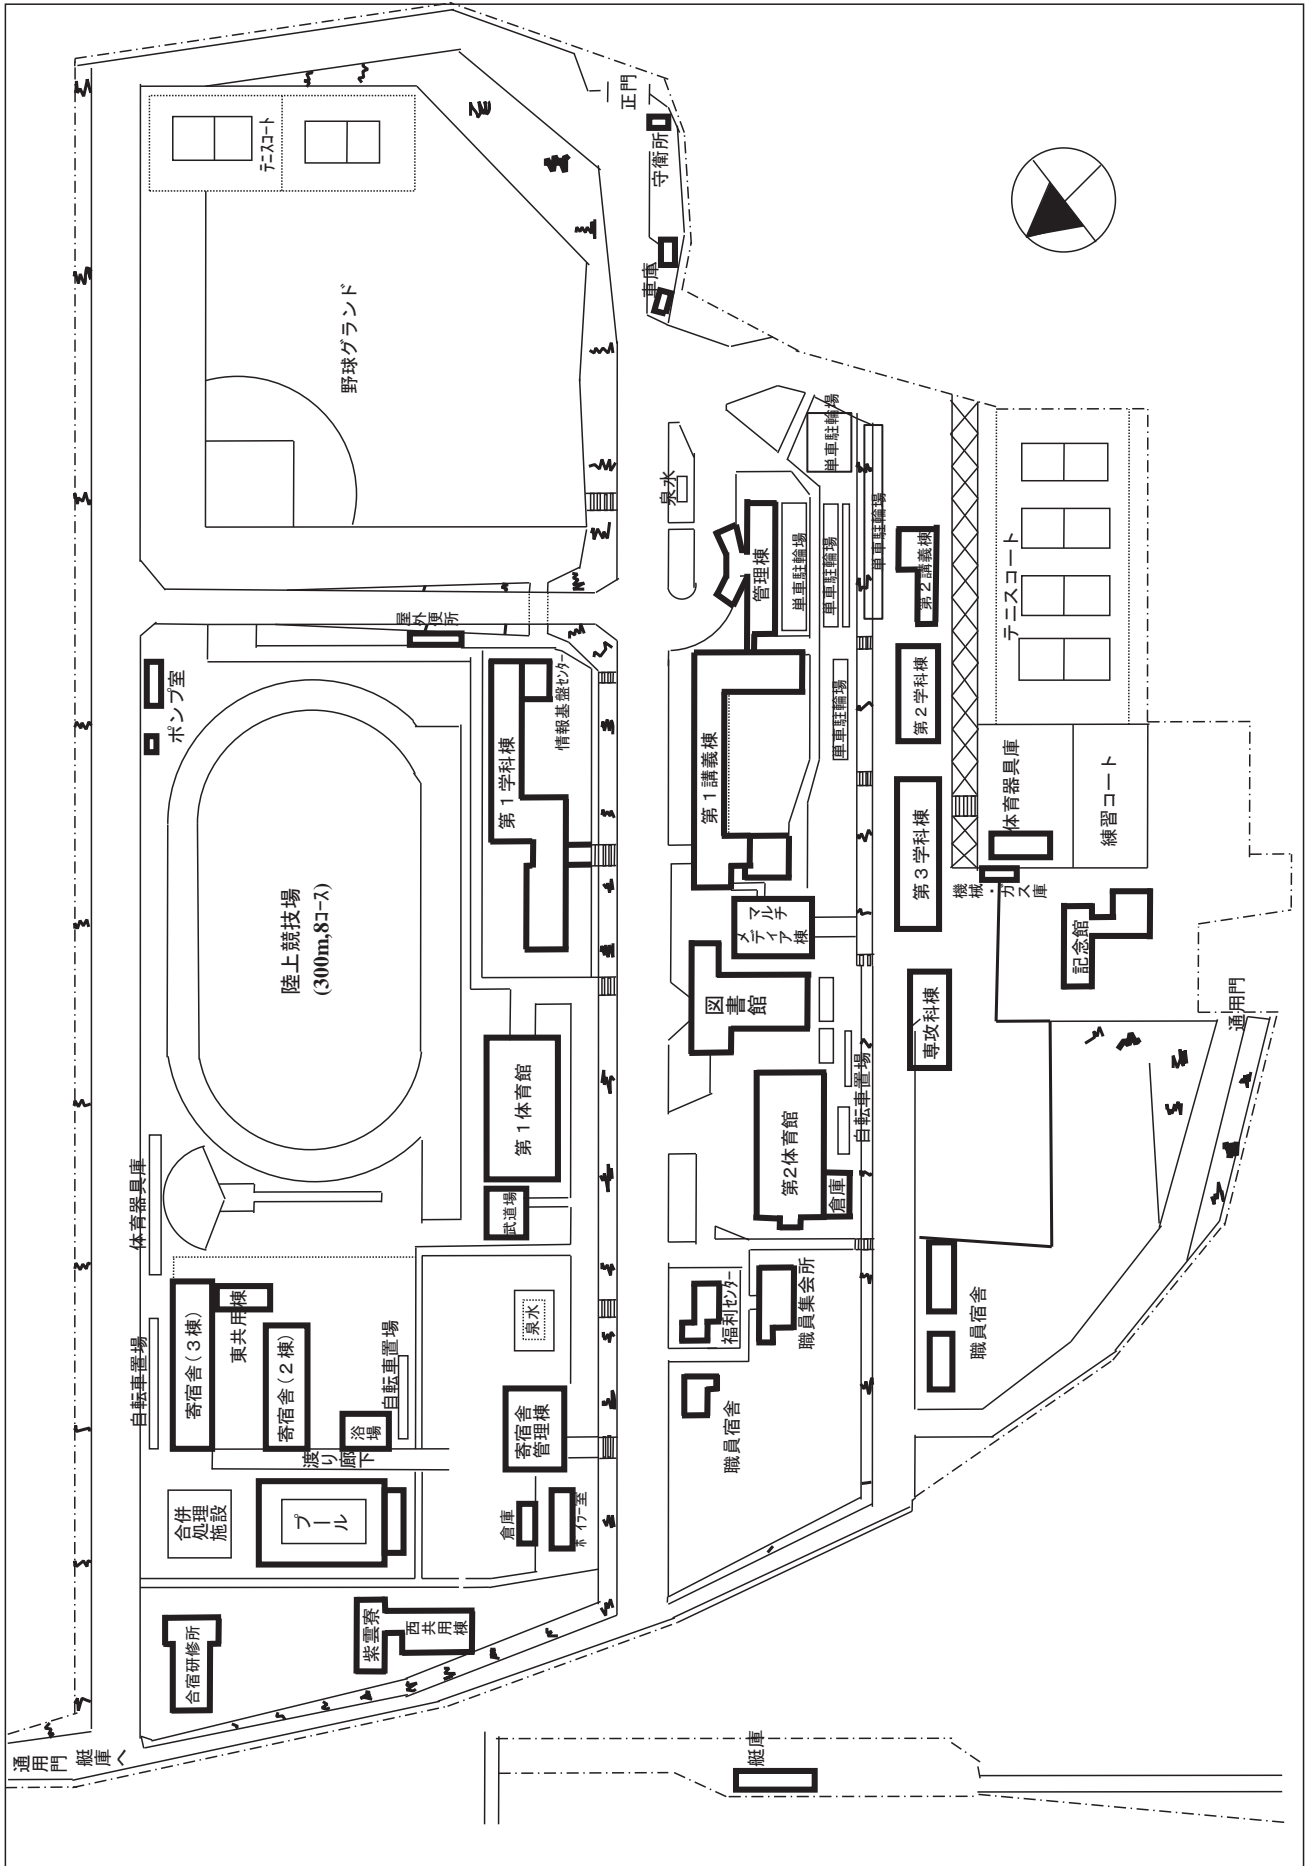 正門
守衛所
車庫
テニスコート
野球グランド
泉水
単車駐輪場
単車駐輪場
管理棟
単車駐輪場
単車駐輪場
第2講義棟
テニスコート
屋外便所
ポンプ室
情報基盤センター
第1学科棟
第1講義棟
単車駐輪場
第2学科棟
第3学科棟
体育器具庫
練習コート
機械・ガス庫
陸上競技場
(300m,8コース)
マルチ
メディア棟
図書館
専攻科棟
記念館
通用門
第1体育館
武道場
第2体育館
倉庫
自転車置場
体育器具庫
自転車置場
寄宿舎(3棟)
東共用棟
寄宿舎(2棟)
自転車置場
浴場
渡り廊下
泉水
寄宿舎
管理棟
福利センター
職員集会所
職員宿舎
職員宿舎
合併
処理
施設
プール
倉庫
ボイラー室
合宿研修所
紫雲寮
西共用棟
通用門
艇庫へ
艇庫